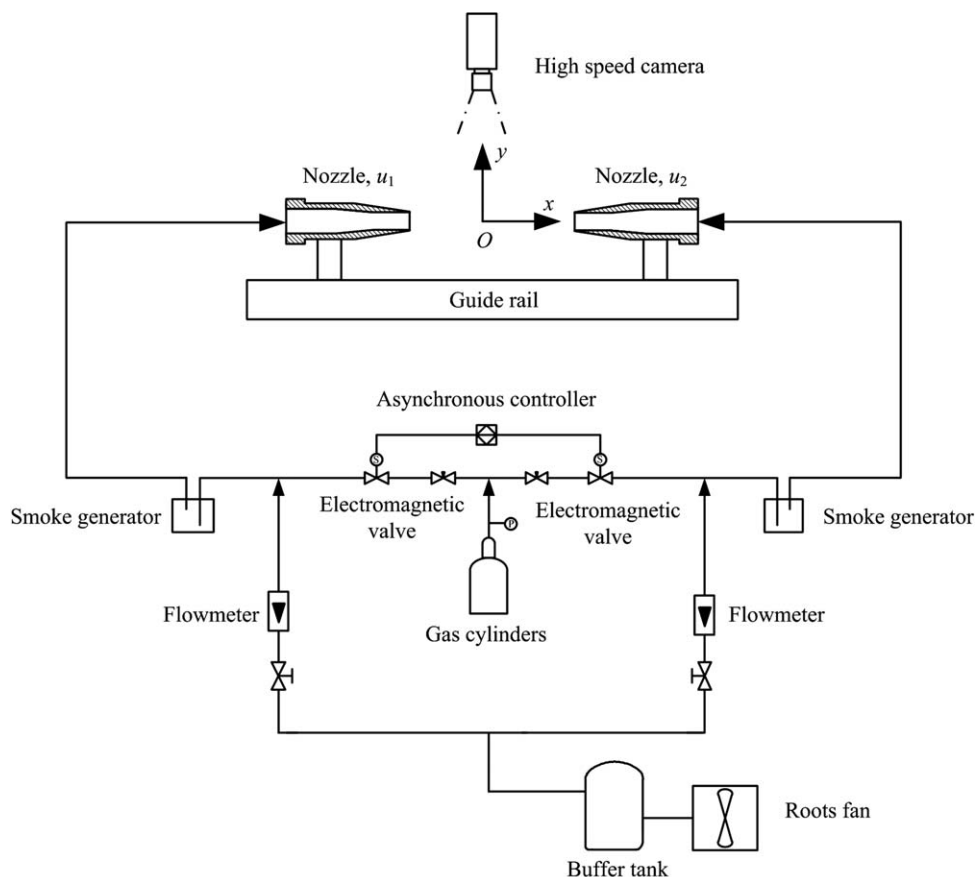 High speed camera
y
Nozzle, u1
Nozzle, u2
x
O
Guide rail
Asynchronous controller
S
S
Electromagnetic
valve
Electromagnetic
valve
Smoke generator
Smoke generator
P
Flowmeter
Flowmeter
Gas cylinders
Roots fan
Buffer tank